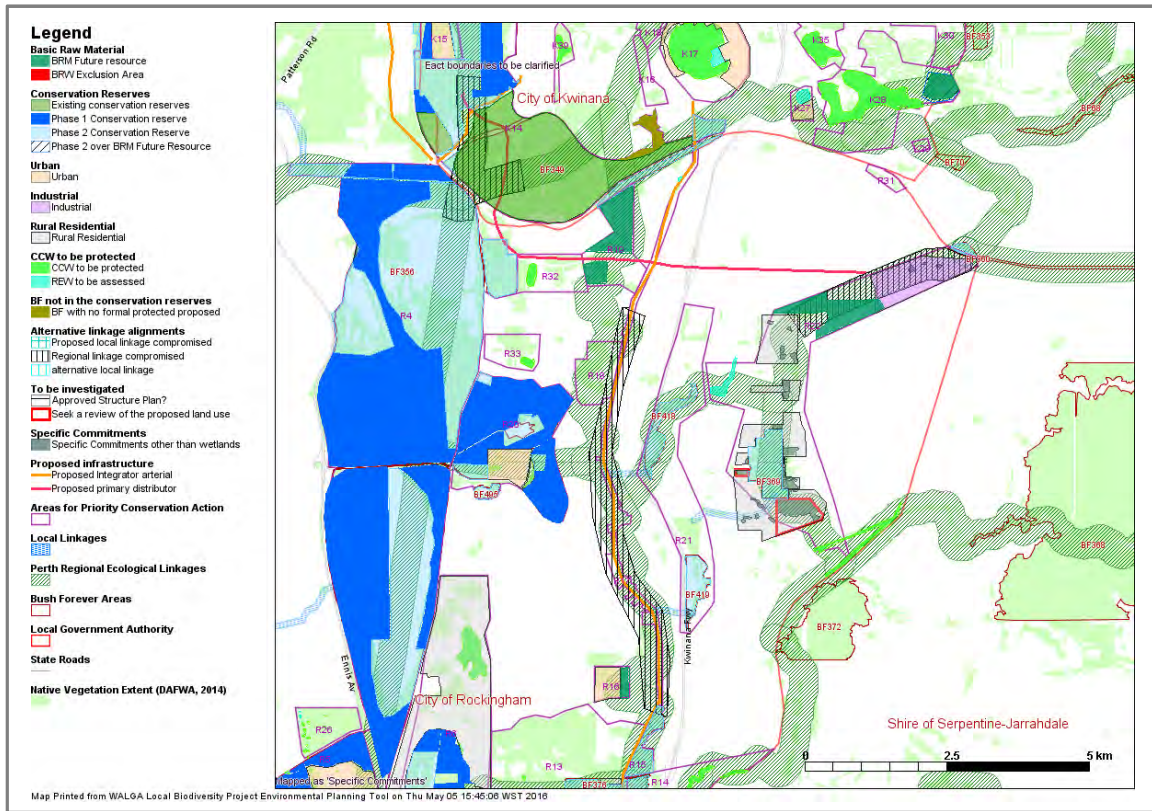 Legend
Basic Raw Material
BRM Future resource
BRW Exclusion Area
Conservation Reserves
Existing conservation reserves
Phase 1 Conservation reserve
Phase 2 Conservation Reserve
Phase 2 over BRM Future Resource
Urban
Urban
Industrial
Industrial
Rural Residential
Rural Residential
CCW to be protected
CCW to be protected
REW to be assessed
BF not in the conservation reserves
BF with no formal protected proposed
Alternative linkage alignments
Proposed local linkage compromised
Regional linkage compromised
alternative local linkage
To be investigated
Approved Structure Plan?
Seek a review of the proposed land use
Specific Commitments
Specific Commitments other than wetlands
Proposed infrastructure
Proposed Integrator arterial
Proposed primary distributor
Areas for Priority Conservation Action
Local Linkages
Perth Regional Ecological Linkages
Bush Forever Areas
Local Government Authority
State Roads
Native Vegetation Extent (DAFWA, 2014)
Patterson Rd
K15
K39
K18
K17
K35
K30
BF353
Eact boundaries to be clarified
K16
City of Kwinana
K27
K28
BF68
K14
BF349
BF70
R31
R10
BF356
R32
R4
R33
R19
BF419
BF495
BF369
BF368
R21
BF419
BF372
Kwinana Fwy
Ennis Av
City of Rockingham
R16
Shire of Serpentine-Jarrahdale
R26
R13
R15
R14
BF376
0
2.5
5 km
Mapped as 'Specific Commitments'
Map Printed from WALGA Local Biodiversity Project Environmental Planning Tool on Thu May 05 15:45:06 WST 2016